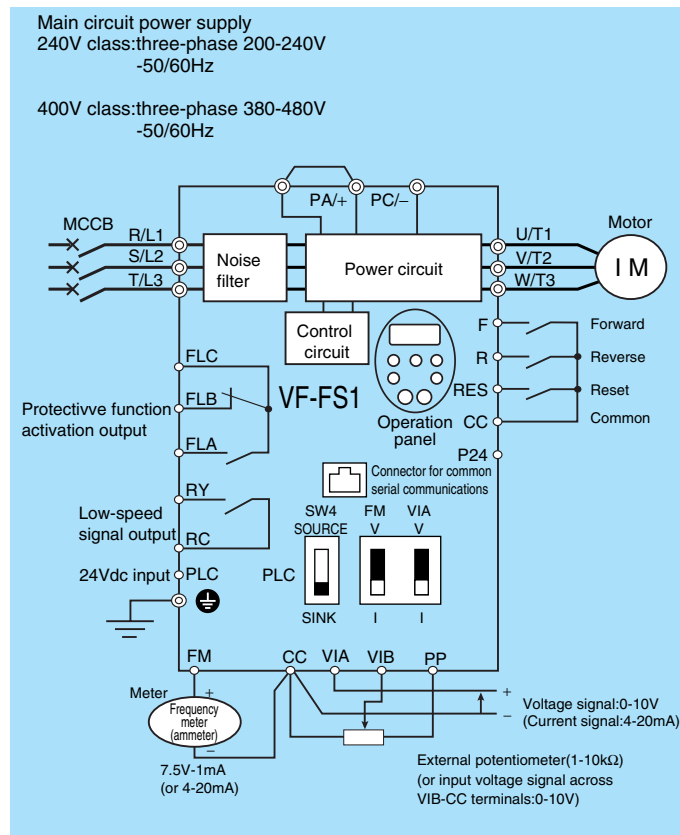 Main circuit power supply
240V class:three-phase 200-240V
-50/60Hz
400V class:three-phase 380-480V
-50/60Hz
PA/+ PC/−
MCCB
R/L1
S/L2
T/L3
Noise
filter
Power circuit
Control
circuit
U/T1
V/T2
W/T3
Motor
I M
F Forward
R Reverse
RES Reset
CC Common
P24
Operation
panel
VF-FS1
FLC
FLB
FLA
Protectivve function
activation output
RY
RC
Low-speed
signal output
24Vdc input PLC
Connector for common
serial communications
SW4 FM VIA
SOURCE V V
PLC
SINK I I
FM CC VIA VIB PP
Meter +
Frequency
meter
(ammeter)
−
7.5V-1mA
(or 4-20mA)
+
−
Voltage signal:0-10V
(Current signal:4-20mA)
External potentiometer(1-10kΩ)
(or input voltage signal across
VIB-CC terminals:0-10V)